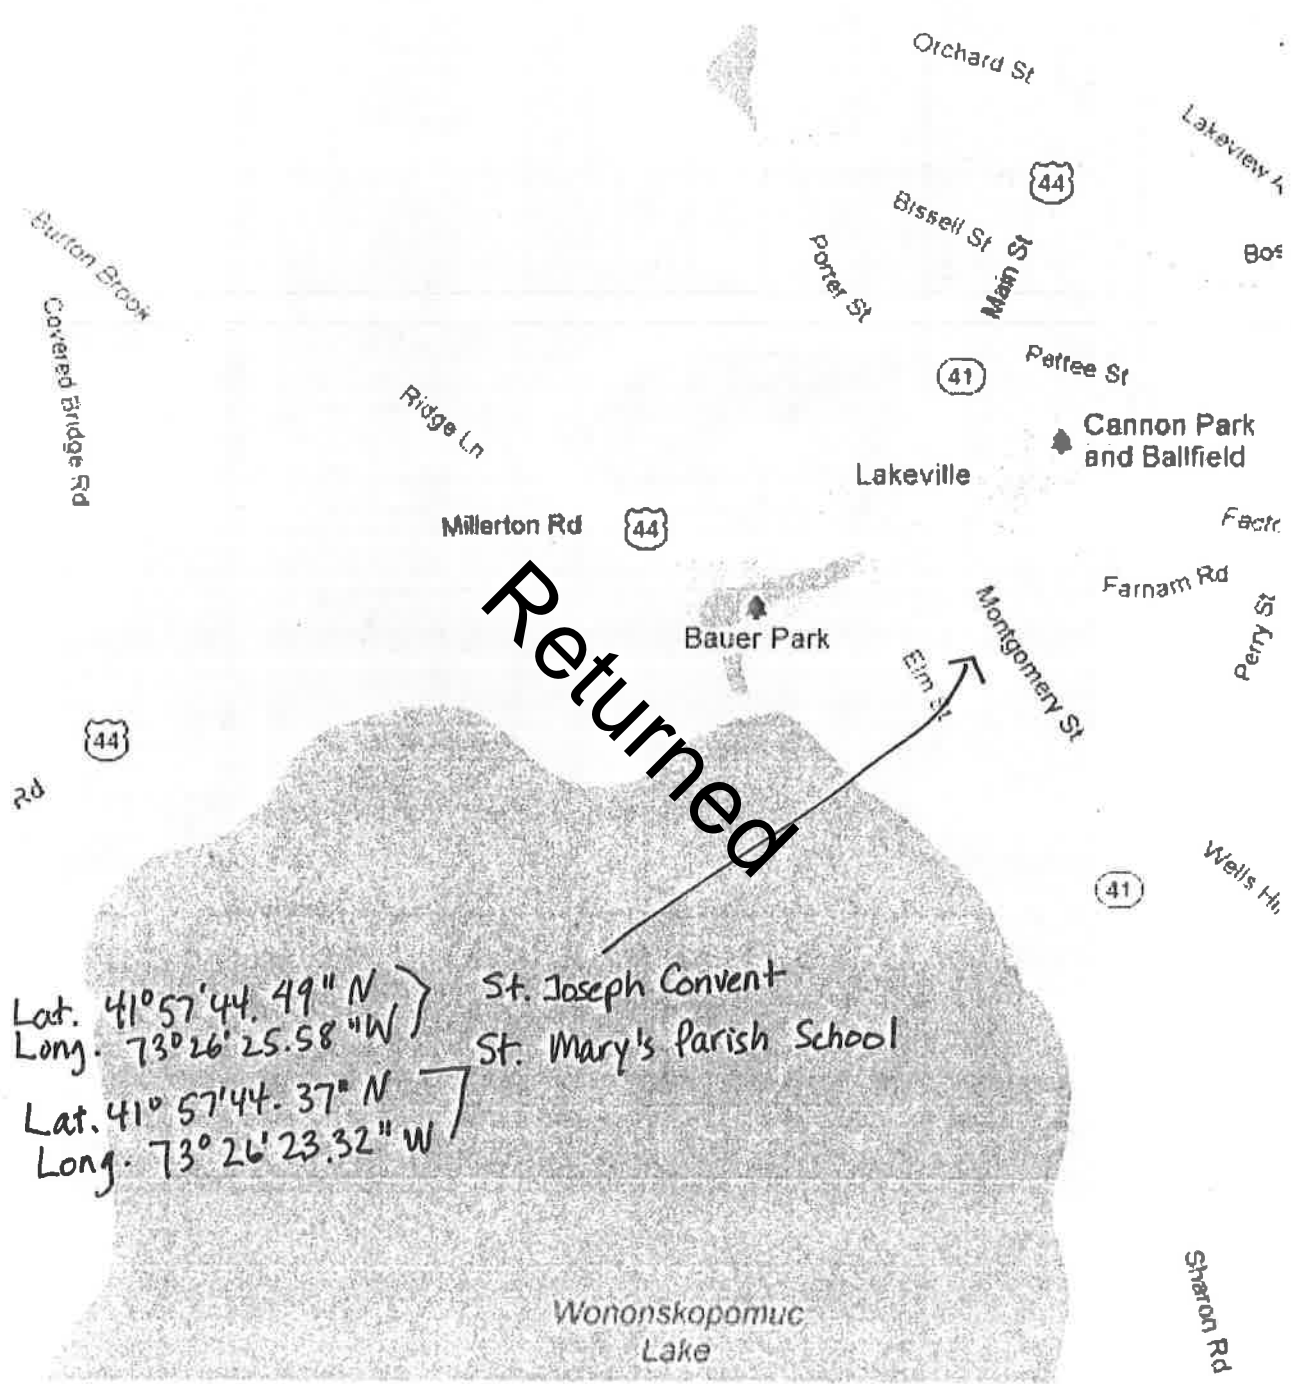 Orchard St
Lakeview A
44
Bissell St
Main St
Porter St
Bos
Burton Brook
Covered Bridge Rd
41
Pettee St
Ridge Ln
Cannon Park
and Ballfield
Lakeville
Millerton Rd
44
Factr
Farnam Rd
Perry St
Montgomery St
Bauer Park
Elm St
Returned
44
Rd
41
Wells Hi
Lat. 41° 57' 44. 49" N
Long. 73° 26' 25.58 "W
St. Joseph Convent
St. Mary's Parish School
Lat. 41° 57' 44. 37" N
Long. 73° 26' 23.32" W
Sharon Rd
Wononskopomuc
Lake